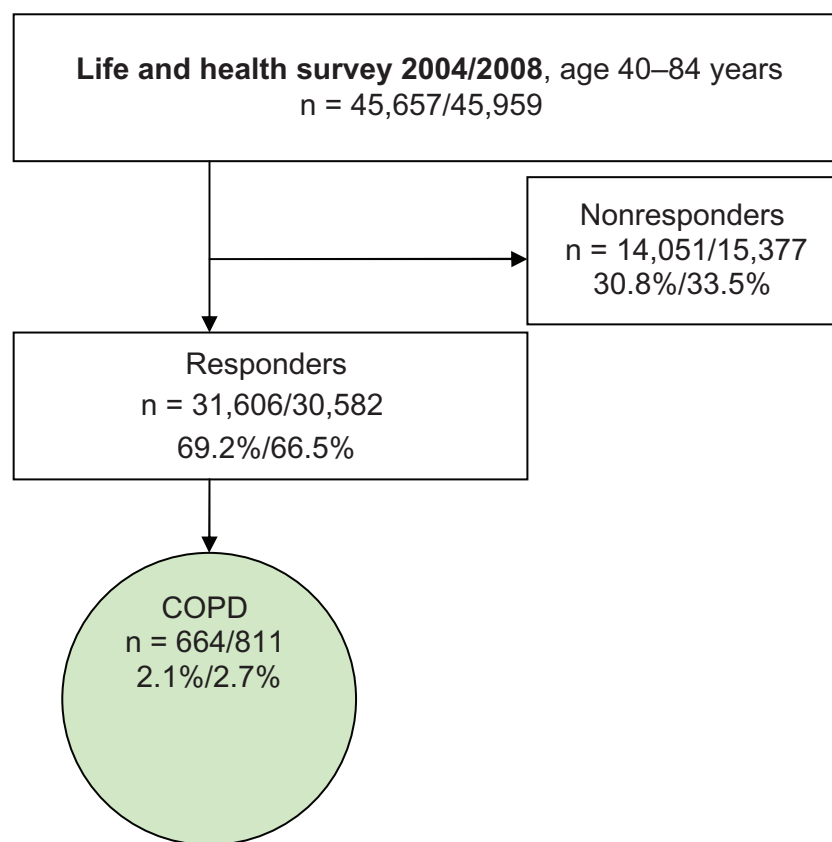 Life and health survey 2004/2008, age 40–84 years
n = 45,657/45,959
Nonresponders
n = 14,051/15,377
30.8%/33.5%
Responders
n = 31,606/30,582
69.2%/66.5%
COPD
n = 664/811
2.1%/2.7%